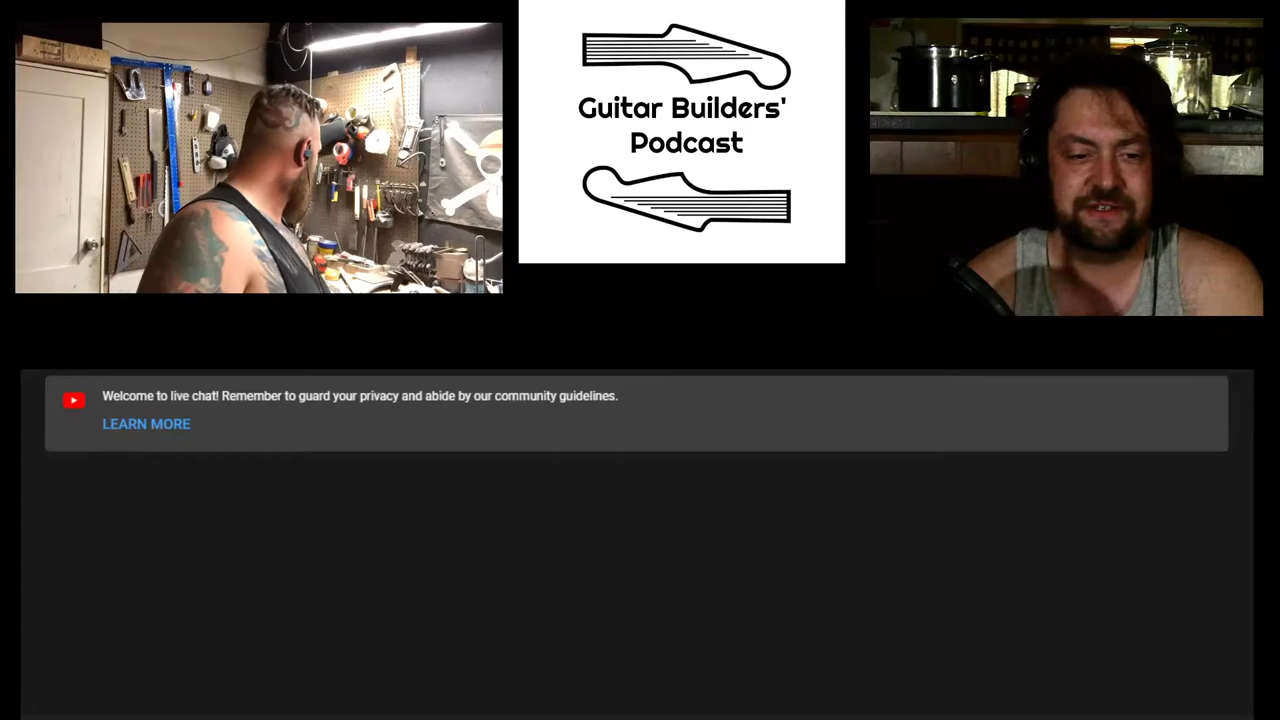 Guitar Builders'
Podcast
Welcome to live chat! Remember to guard your privacy and abide by our community guidelines.
LEARN MORE